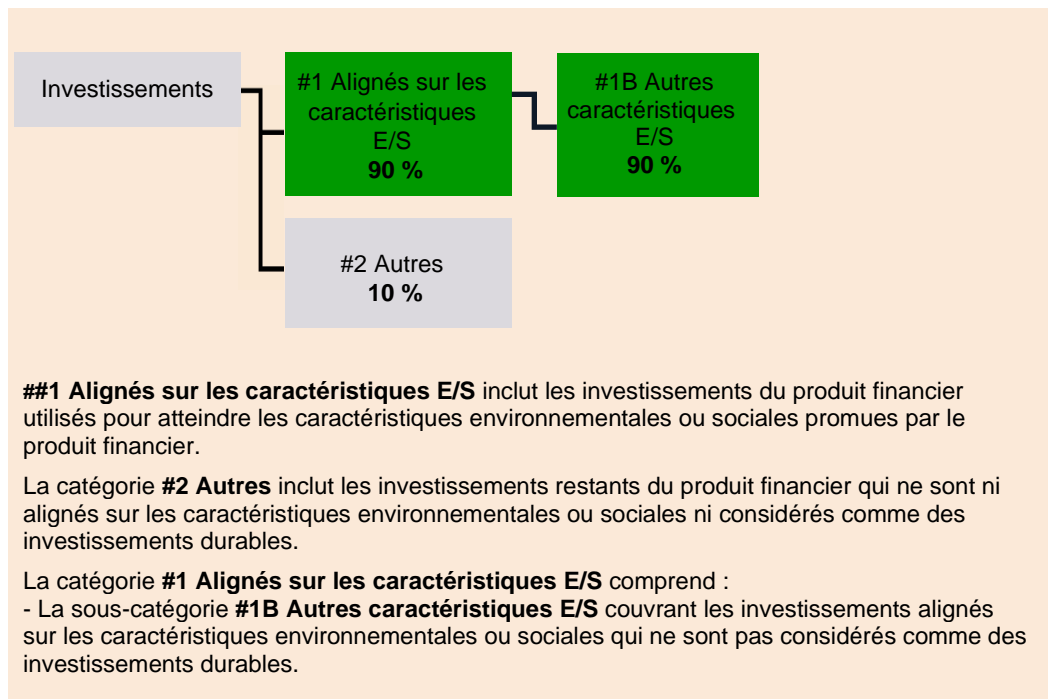 Investissements
#1 Alignés sur les
caractéristiques
E/S
90 %
#1B Autres
caractéristiques
E/S
90 %
#2 Autres
10 %
##1 Alignés sur les caractéristiques E/S inclut les investissements du produit financier
utilisés pour atteindre les caractéristiques environnementales ou sociales promues par le
produit financier.
La catégorie #2 Autres inclut les investissements restants du produit financier qui ne sont ni
alignés sur les caractéristiques environnementales ou sociales ni considérés comme des
investissements durables.
La catégorie #1 Alignés sur les caractéristiques E/S comprend :
- La sous-catégorie #1B Autres caractéristiques E/S couvrant les investissements alignés
sur les caractéristiques environnementales ou sociales qui ne sont pas considérés comme des
investissements durables.